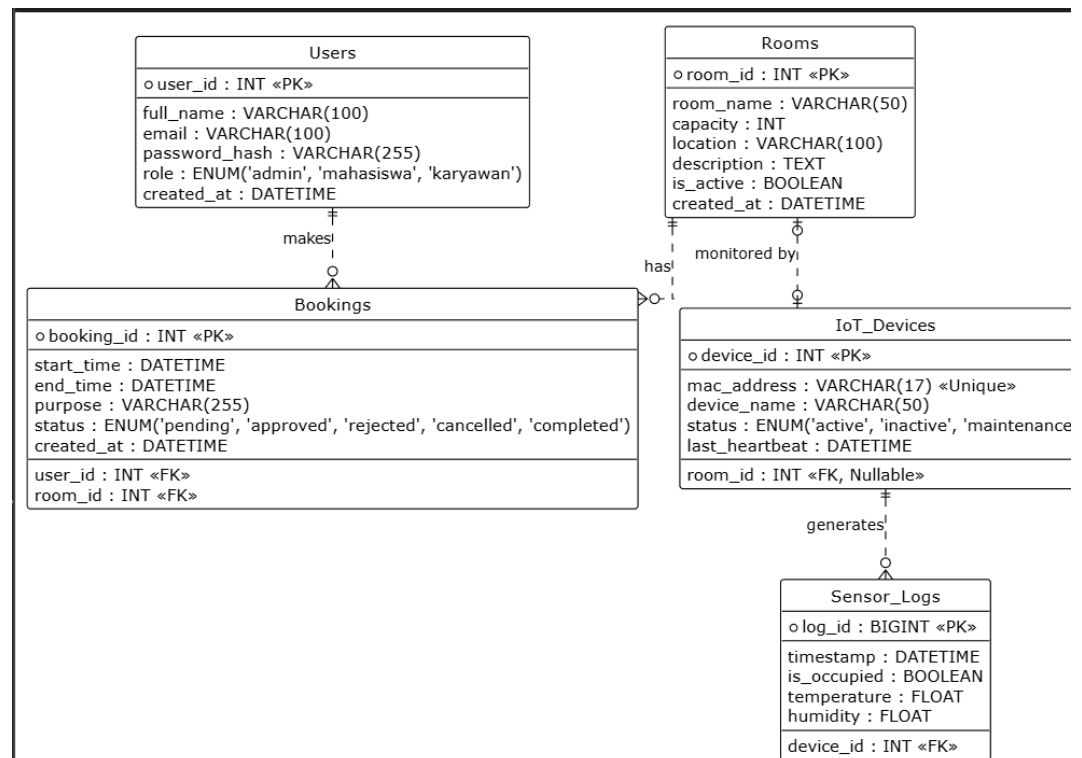 Users
user_id : INT «PK»
full_name : VARCHAR(100)
email : VARCHAR(100)
password_hash : VARCHAR(255)
role : ENUM('admin', 'mahasiswa', 'karyawan')
created_at : DATETIME
Rooms
room_id : INT «PK»
room_name : VARCHAR(50)
capacity : INT
location : VARCHAR(100)
description : TEXT
is_active : BOOLEAN
created_at : DATETIME
makes
has
monitored by
Bookings
booking_id : INT «PK»
start_time : DATETIME
end_time : DATETIME
purpose : VARCHAR(255)
status : ENUM('pending', 'approved', 'rejected', 'cancelled', 'completed')
created_at : DATETIME
user_id : INT «FK»
room_id : INT «FK»
IoT_Devices
device_id : INT «PK»
mac_address : VARCHAR(17) «Unique»
device_name : VARCHAR(50)
status : ENUM('active', 'inactive', 'maintenance
last_heartbeat : DATETIME
room_id : INT «FK, Nullable»
generates
Sensor_Logs
log_id : BIGINT «PK»
timestamp : DATETIME
is_occupied : BOOLEAN
temperature : FLOAT
humidity : FLOAT
device_id : INT «FK»